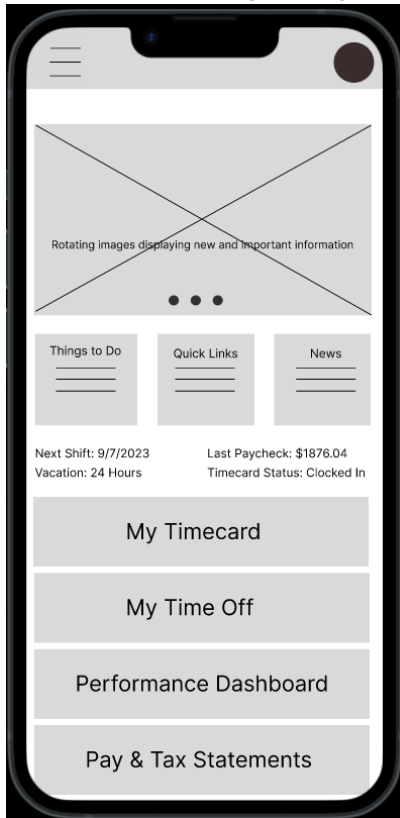 Rotating images displaying new and important information
Things to Do
Quick Links
News
Next Shift: 9/7/2023
Last Paycheck: $1876.04
Vacation: 24 Hours
Timecard Status: Clocked In
My Timecard
My Time Off
Performance Dashboard
Pay & Tax Statements